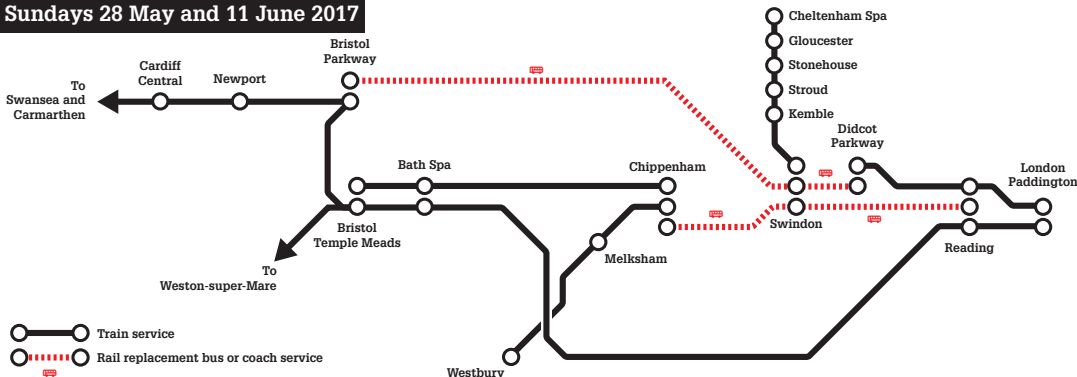 Sundays 28 May and 11 June 2017
Cheltenham Spa
Gloucester
Stonehouse
Stroud
Kemble
Bristol
Parkway
Cardiff
Central
Newport
To
Swansea and
Carmarthen
Didcot
Parkway
Bath Spa
Chippenham
London
Paddington
Swindon
Bristol
Temple Meads
Reading
Melksham
To
Weston-super-Mare
Train service
Rail replacement bus or coach service
Westbury